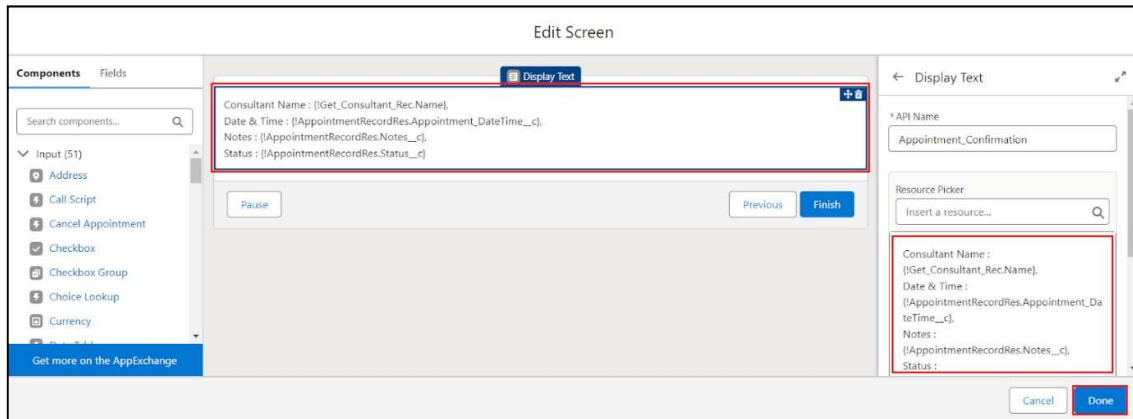 Edit Screen
Components Fields
Search components...
Input (51)
Address
Call Script
Cancel Appointment
Checkbox
Checkbox Group
Choice Lookup
Currency
Get more on the AppExchange
Display Text
Consultant Name : {!Get_Consultant_Rec.Name},
Date & Time : {!AppointmentRecordRes.Appointment_DateTime__c},
Notes : {!AppointmentRecordRes.Notes__c},
Status : {!AppointmentRecordRes.Status__c}
Pause
Previous
Finish
Display Text
* API Name
Appointment_Confirmation
Resource Picker
Insert a resource...
Consultant Name :
{!Get_Consultant_Rec.Name},
Date & Time :
{!AppointmentRecordRes.Appointment_Da
teTime__c},
Notes :
{!AppointmentRecordRes.Notes__c},
Status :
Cancel
Done